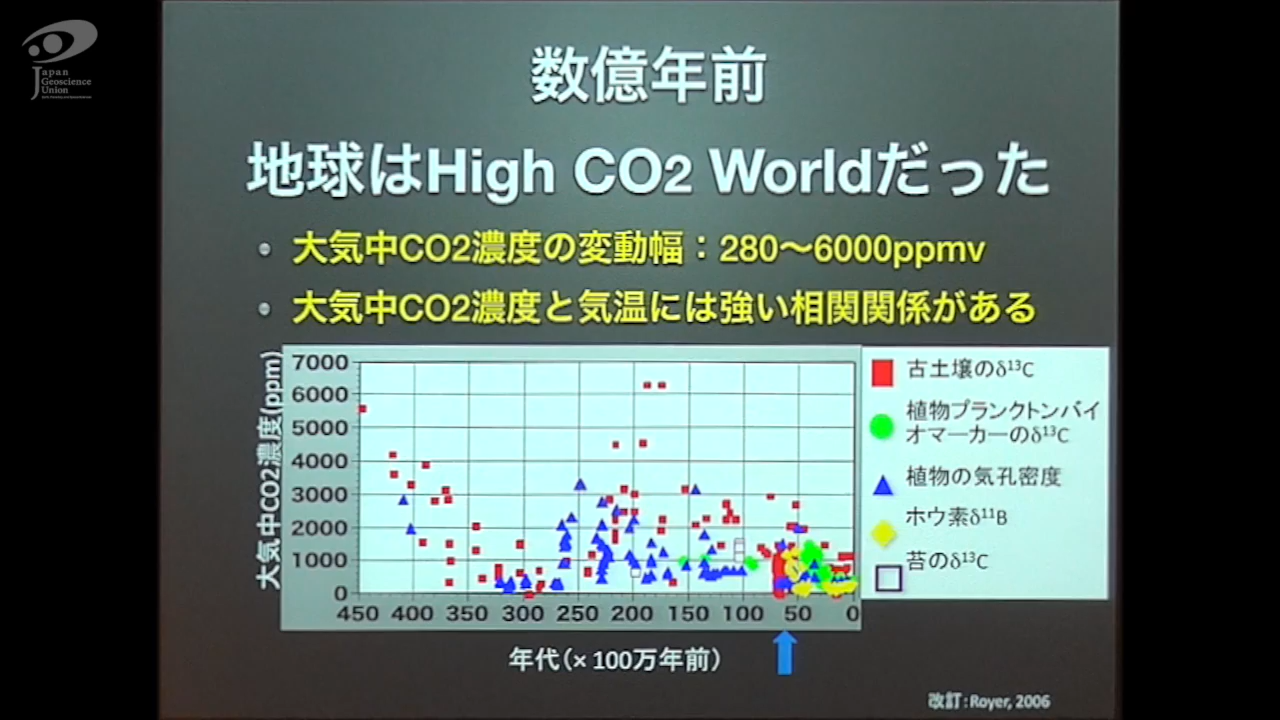 Japan
Geoscience
Union
数億年前
地球はHigh CO2 Worldだった
大気中CO2濃度の変動幅：280〜6000ppmv
大気中CO2濃度と気温には強い相関関係がある
大気中CO2濃度(ppm)
7000
6000
5000
4000
3000
2000
1000
0
450 400 350 300 250 200 150 100 50 0
年代（× 100万年前）
古土壌のδ¹³C
植物プランクトンバイ
オマーカーのδ¹³C
植物の気孔密度
ホウ素δ¹¹B
苔のδ¹³C
改訂：Royer, 2006